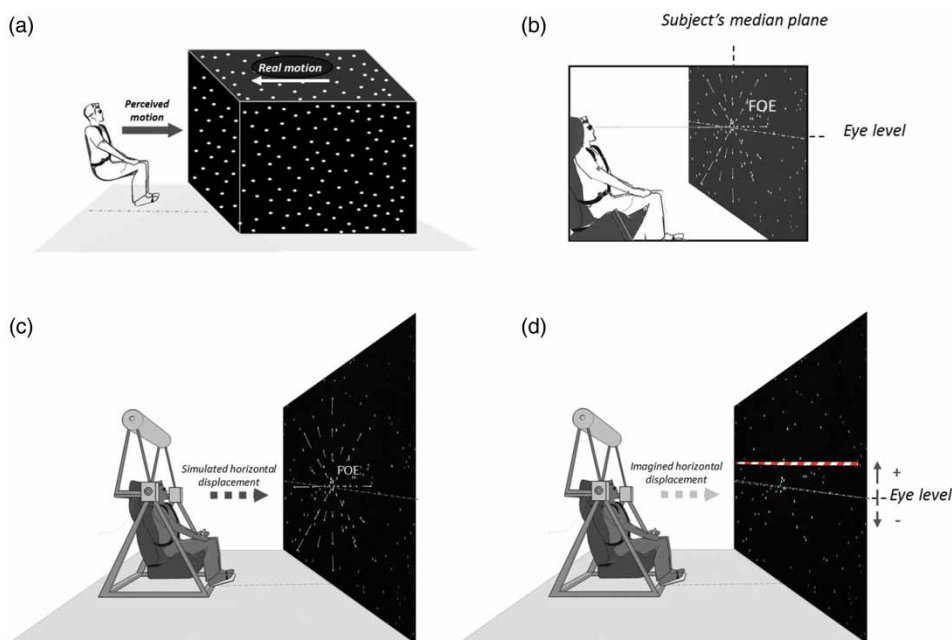 (a)
Real motion
Perceived
motion
(b)
Subject's median plane
FOE
Eye level
(c)
Simulated horizontal
displacement
FOE
(d)
Imagined horizontal
displacement
+
Eye level
-